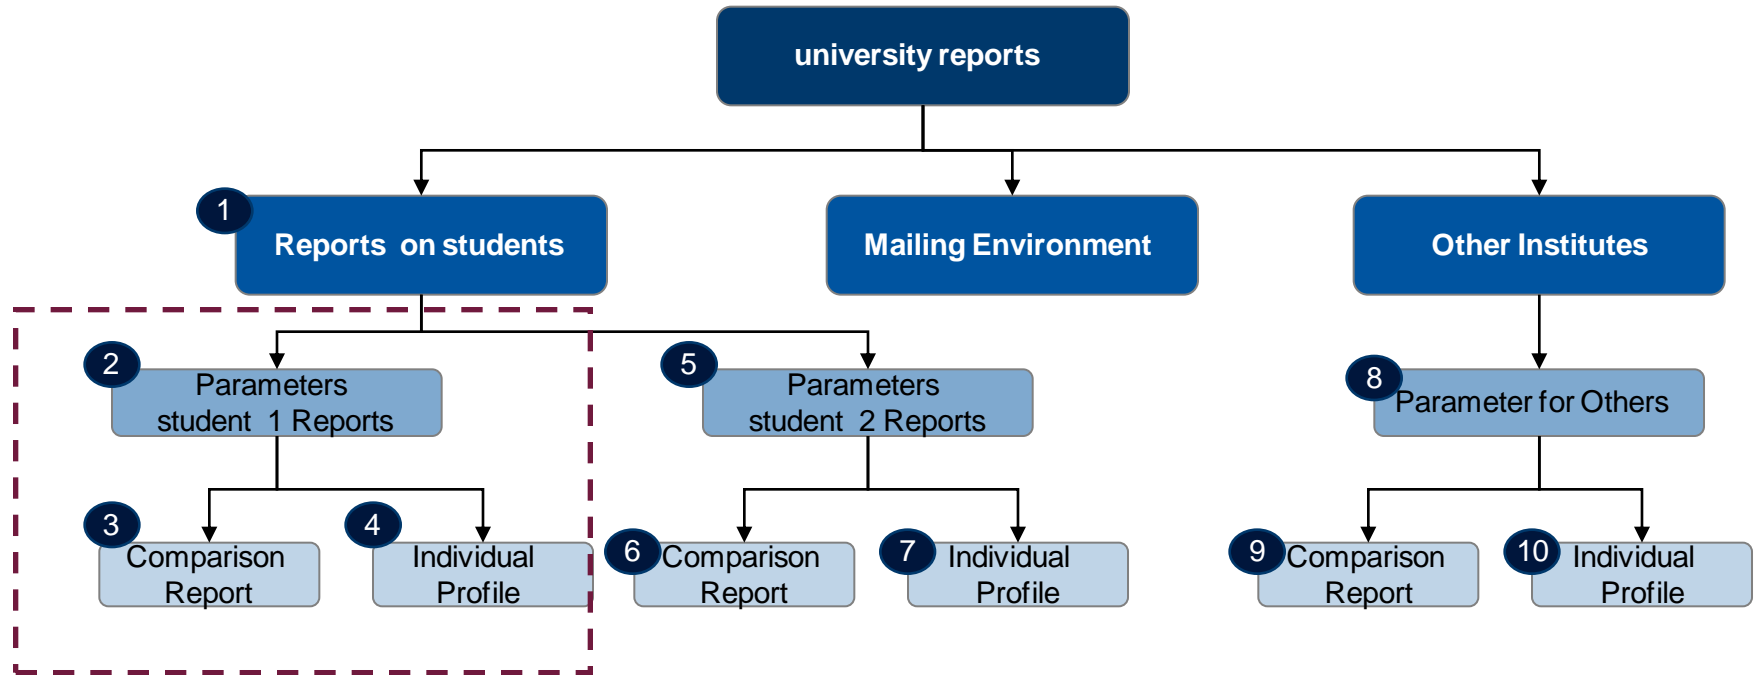 university reports
1
Reports on students
Mailing Environment
Other Institutes
2
Parameters
student 1 Reports
5
Parameters
student 2 Reports
8
Parameter for Others
3
Comparison
Report
4
Individual
Profile
6
Comparison
Report
7
Individual
Profile
9
Comparison
Report
10
Individual
Profile